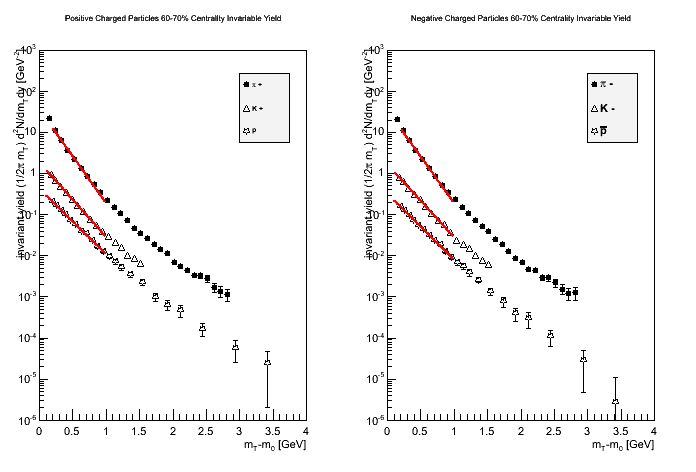 Positive Charged Particles 60-70% Centrality Invariable Yield
invariant yield (1/2π m_T) d²N/dm_T dy [GeV⁻²]
10³
10²
10
1
10⁻¹
10⁻²
10⁻³
10⁻⁴
10⁻⁵
10⁻⁶
π +
K +
p
0 0.5 1 1.5 2 2.5 3 3.5 4
m_T-m₀ [GeV]
Negative Charged Particles 60-70% Centrality Invariable Yield
invariant yield (1/2π m_T) d²N/dm_T dy [GeV⁻²]
10³
10²
10
1
10⁻¹
10⁻²
10⁻³
10⁻⁴
10⁻⁵
10⁻⁶
π -
K -
p̅
0 0.5 1 1.5 2 2.5 3 3.5 4
m_T-m₀ [GeV]